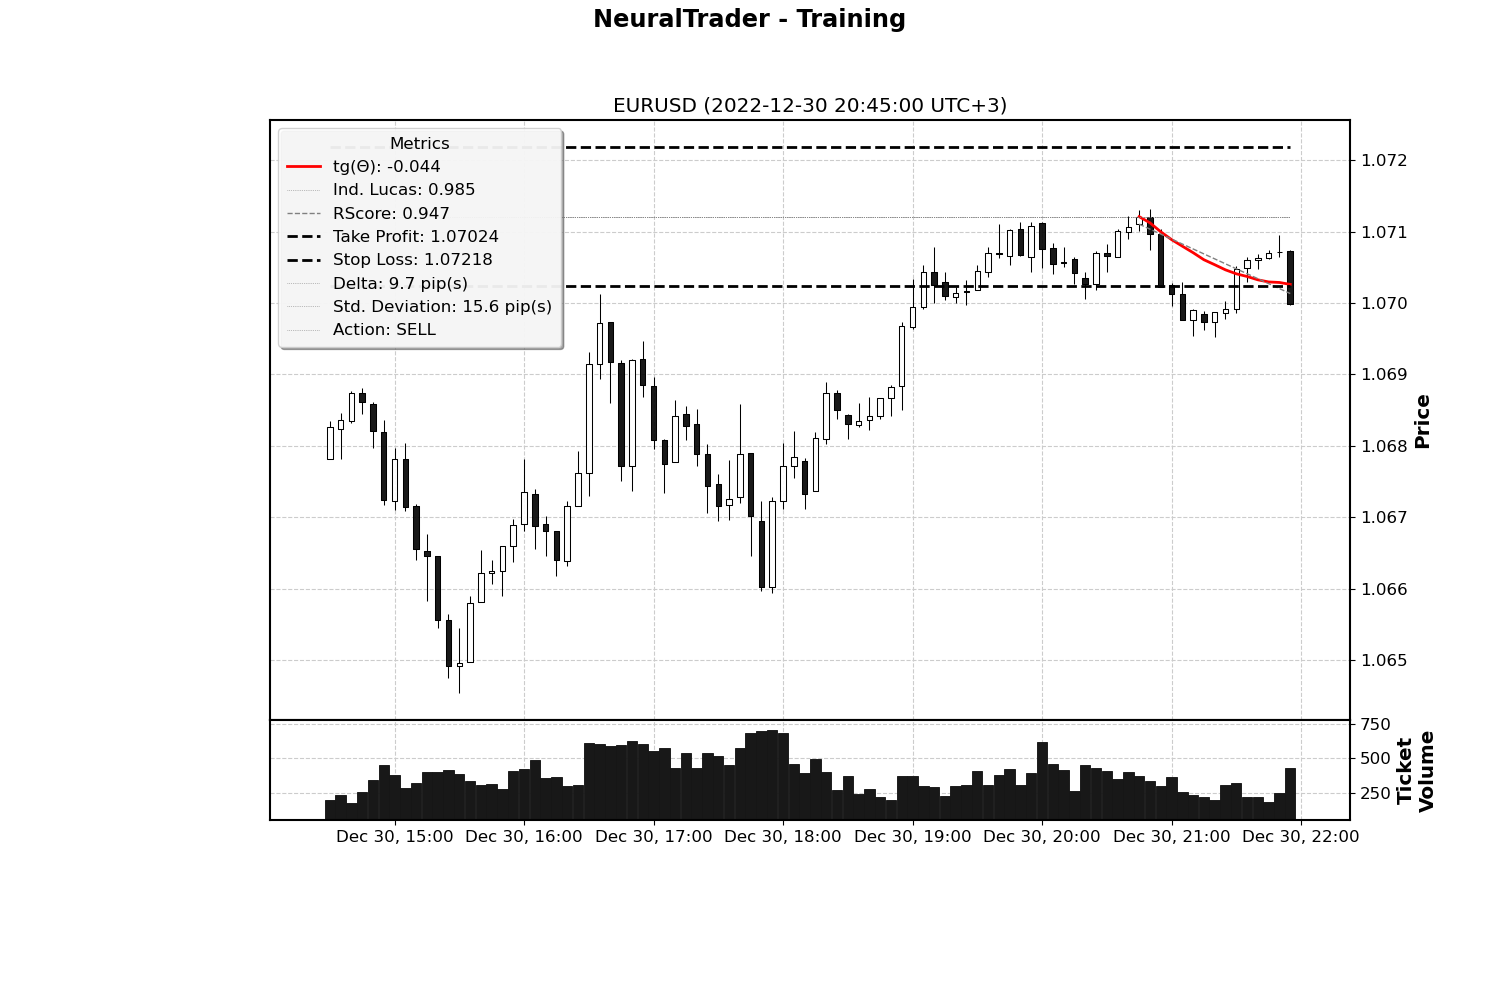 NeuralTrader - Training
EURUSD (2022-12-30 20:45:00 UTC+3)
Metrics
tg(Θ): -0.044
Ind. Lucas: 0.985
RScore: 0.947
Take Profit: 1.07024
Stop Loss: 1.07218
Delta: 9.7 pip(s)
Std. Deviation: 15.6 pip(s)
Action: SELL
1.072
1.071
1.070
1.069
1.068
1.067
1.066
1.065
Price
750
500
250
Ticket
Volume
Dec 30, 15:00 Dec 30, 16:00 Dec 30, 17:00 Dec 30, 18:00 Dec 30, 19:00 Dec 30, 20:00 Dec 30, 21:00 Dec 30, 22:00